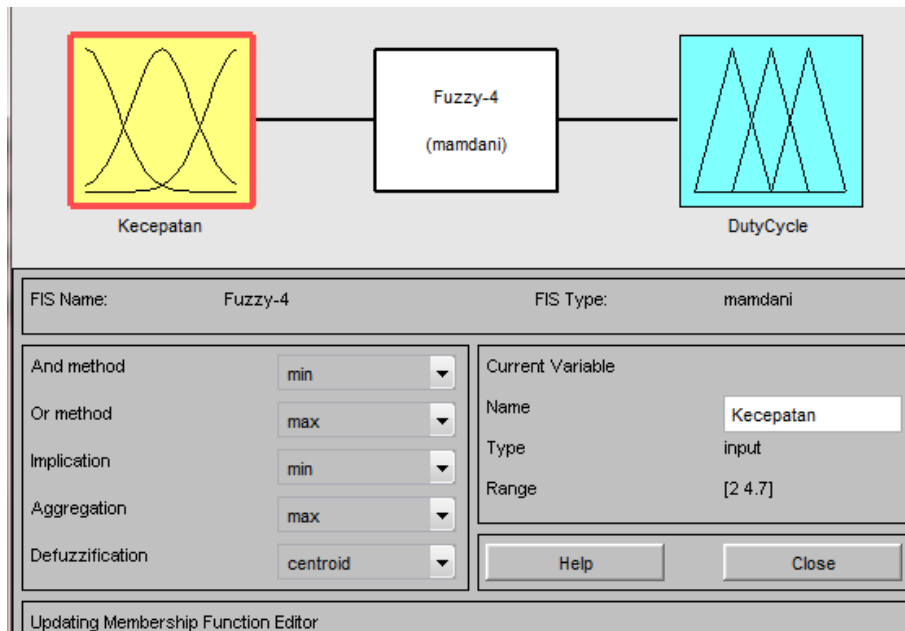 Fuzzy-4
(mamdani)
Kecepatan
DutyCycle
FIS Name: Fuzzy-4 FIS Type: mamdani
And method min
Or method max
Implication min
Aggregation max
Defuzzification centroid
Current Variable
Name Kecepatan
Type input
Range [2 4.7]
Help Close
Updating Membership Function Editor